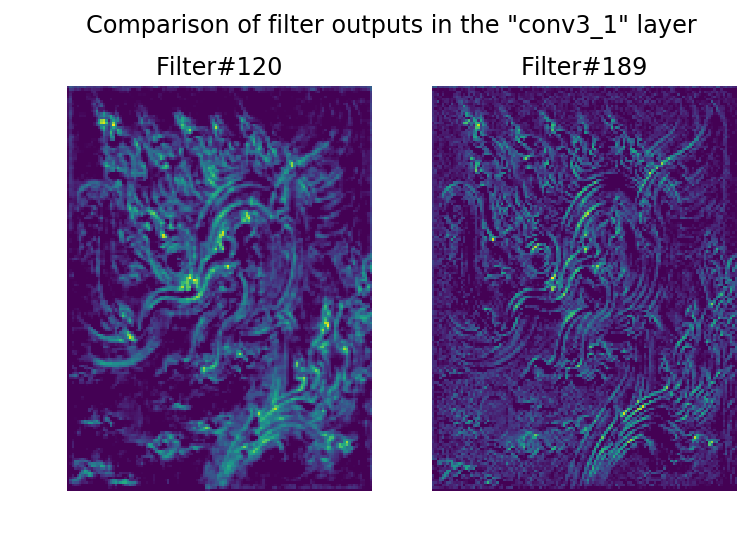 Comparison of filter outputs in the "conv3_1" layer
Filter#120
Filter#189